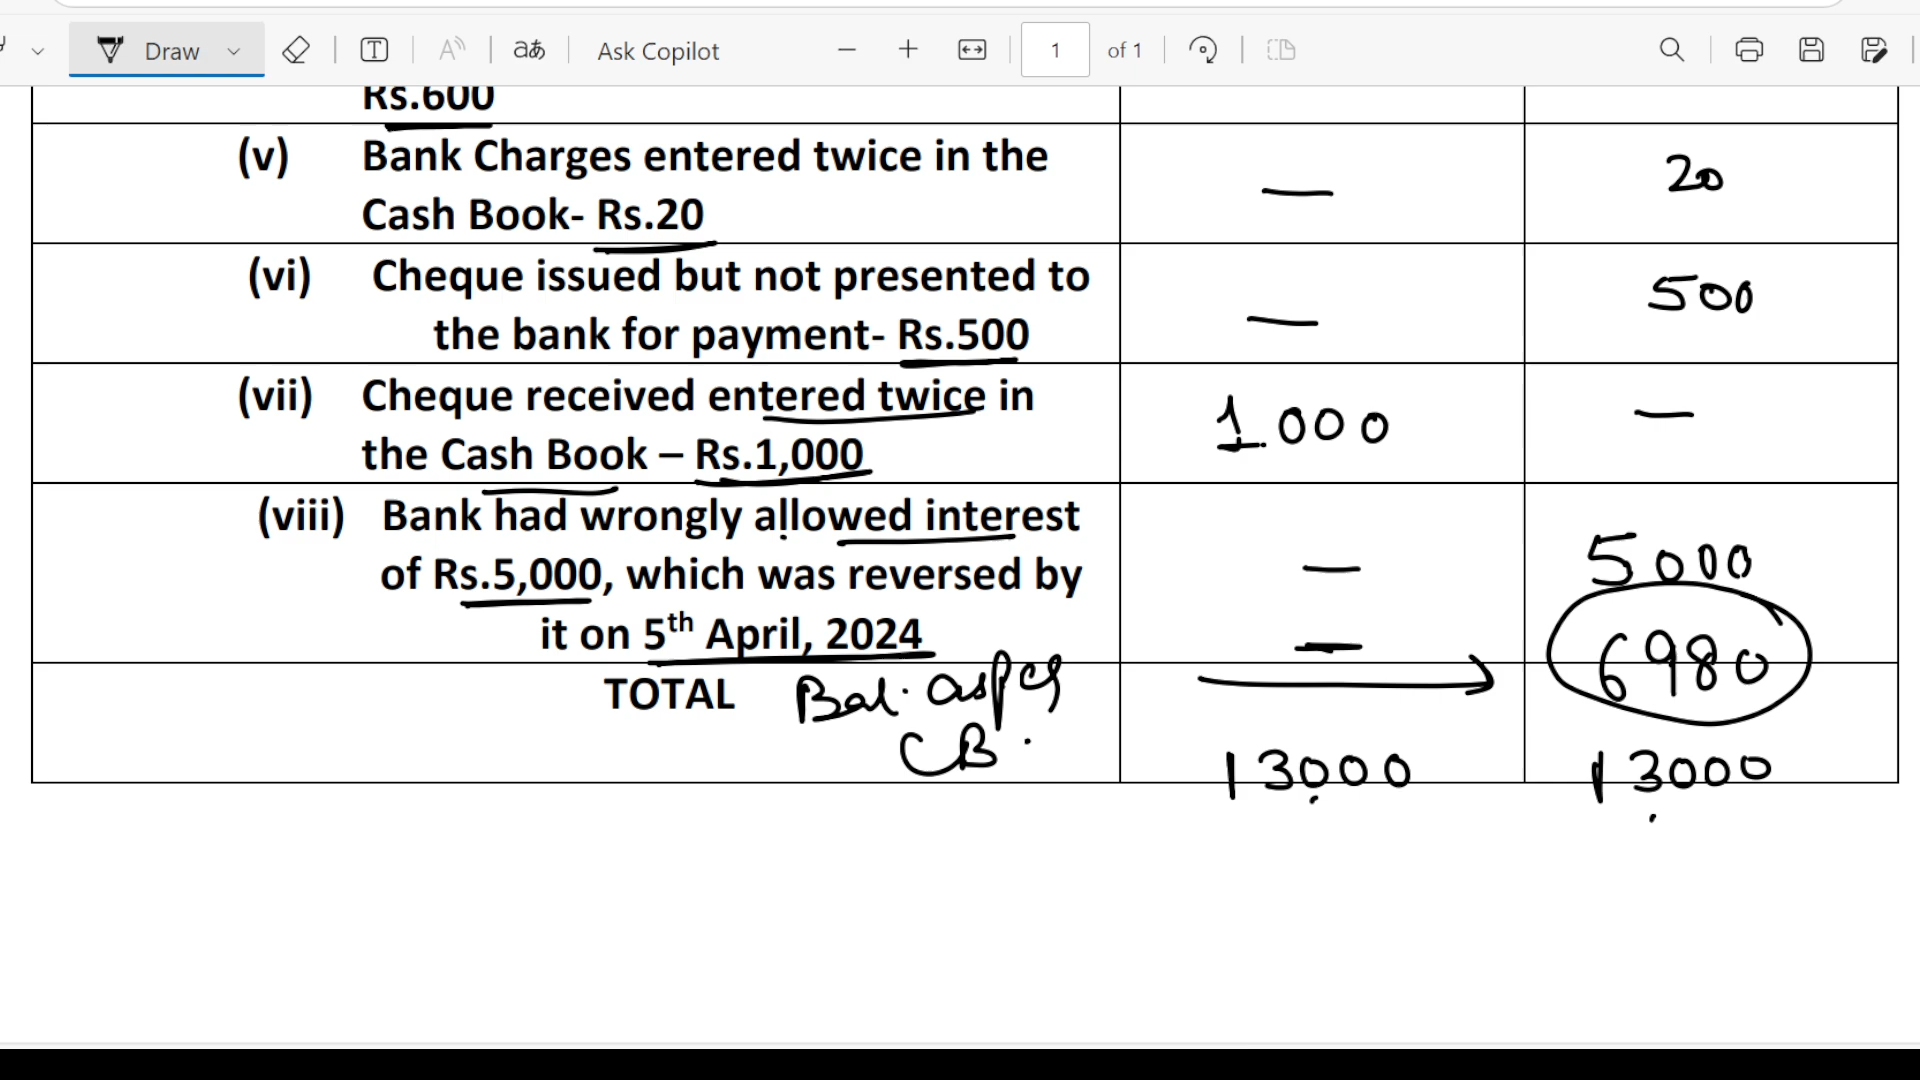 Draw
aあ
Ask Copilot
1 of 1
Rs.600
(v) Bank Charges entered twice in the — 20
Cash Book- Rs.20
(vi) Cheque issued but not presented to — 500
the bank for payment- Rs.500
(vii) Cheque received entered twice in 1000 —
the Cash Book – Rs.1,000
(viii) Bank had wrongly allowed interest
of Rs.5,000, which was reversed by — 5000
it on 5th April, 2024 — 6980
TOTAL Bal. as per
CB.
13000 13000